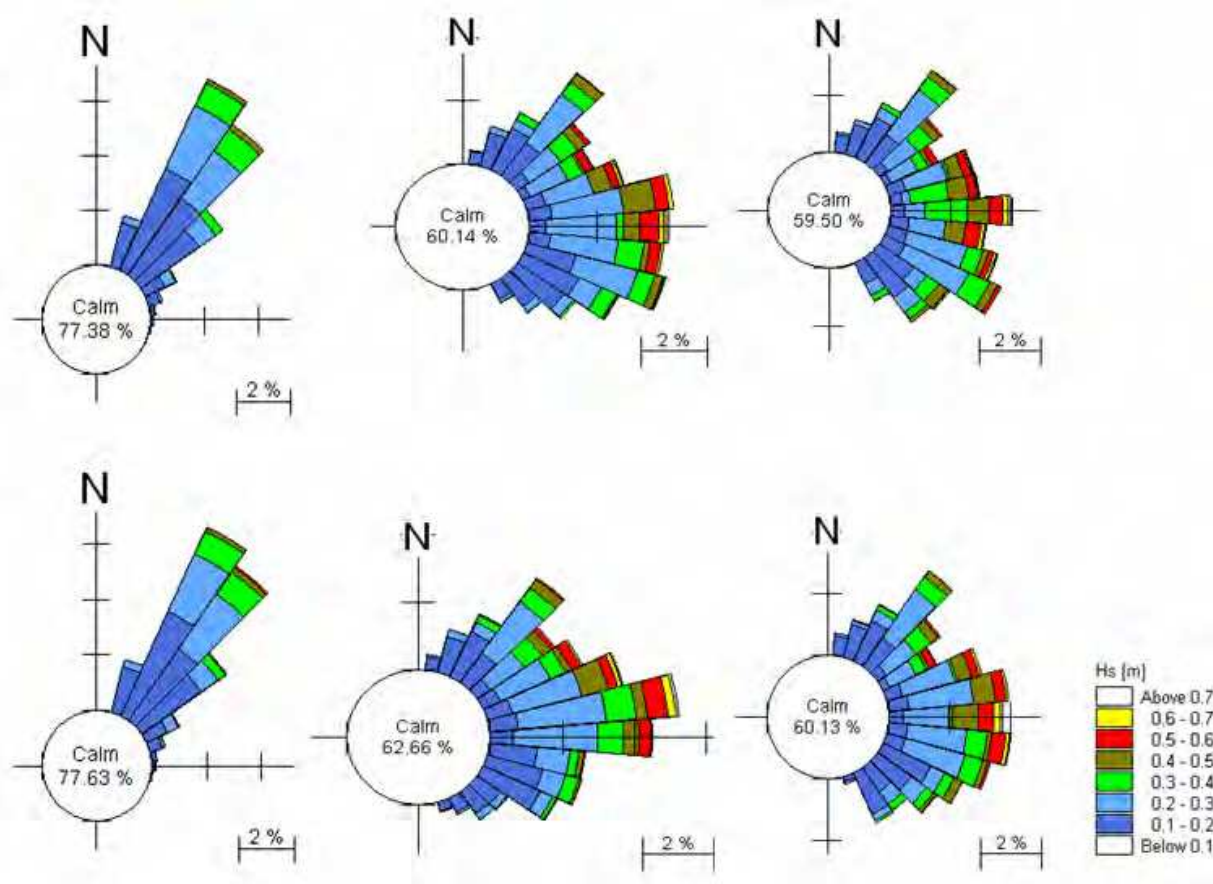 N
N
N
Calm
77.38 %
Calm
60.14 %
Calm
59.50 %
2 %
2 %
2 %
N
N
N
Calm
77.63 %
Calm
62.66 %
Calm
60.13 %
2 %
2 %
2 %
Hs [m]
Above 0.7
0.6 - 0.7
0.5 - 0.6
0.4 - 0.5
0.3 - 0.4
0.2 - 0.3
0.1 - 0.2
Below 0.1